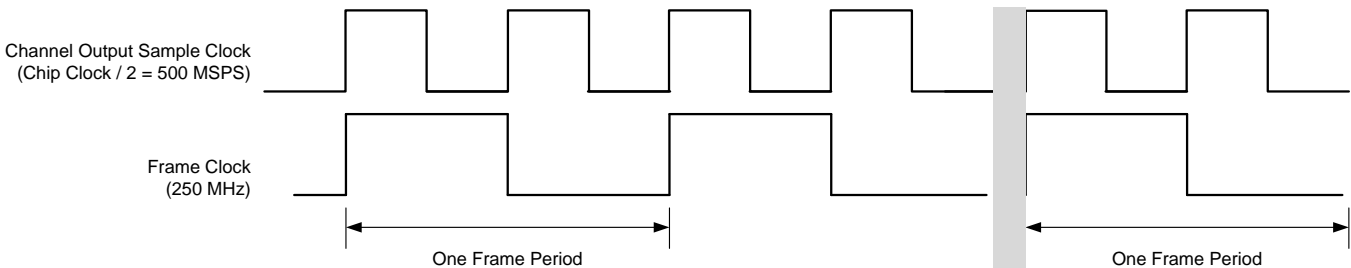 Channel Output Sample Clock
(Chip Clock / 2 = 500 MSPS)
Frame Clock
(250 MHz)
One Frame Period
One Frame Period